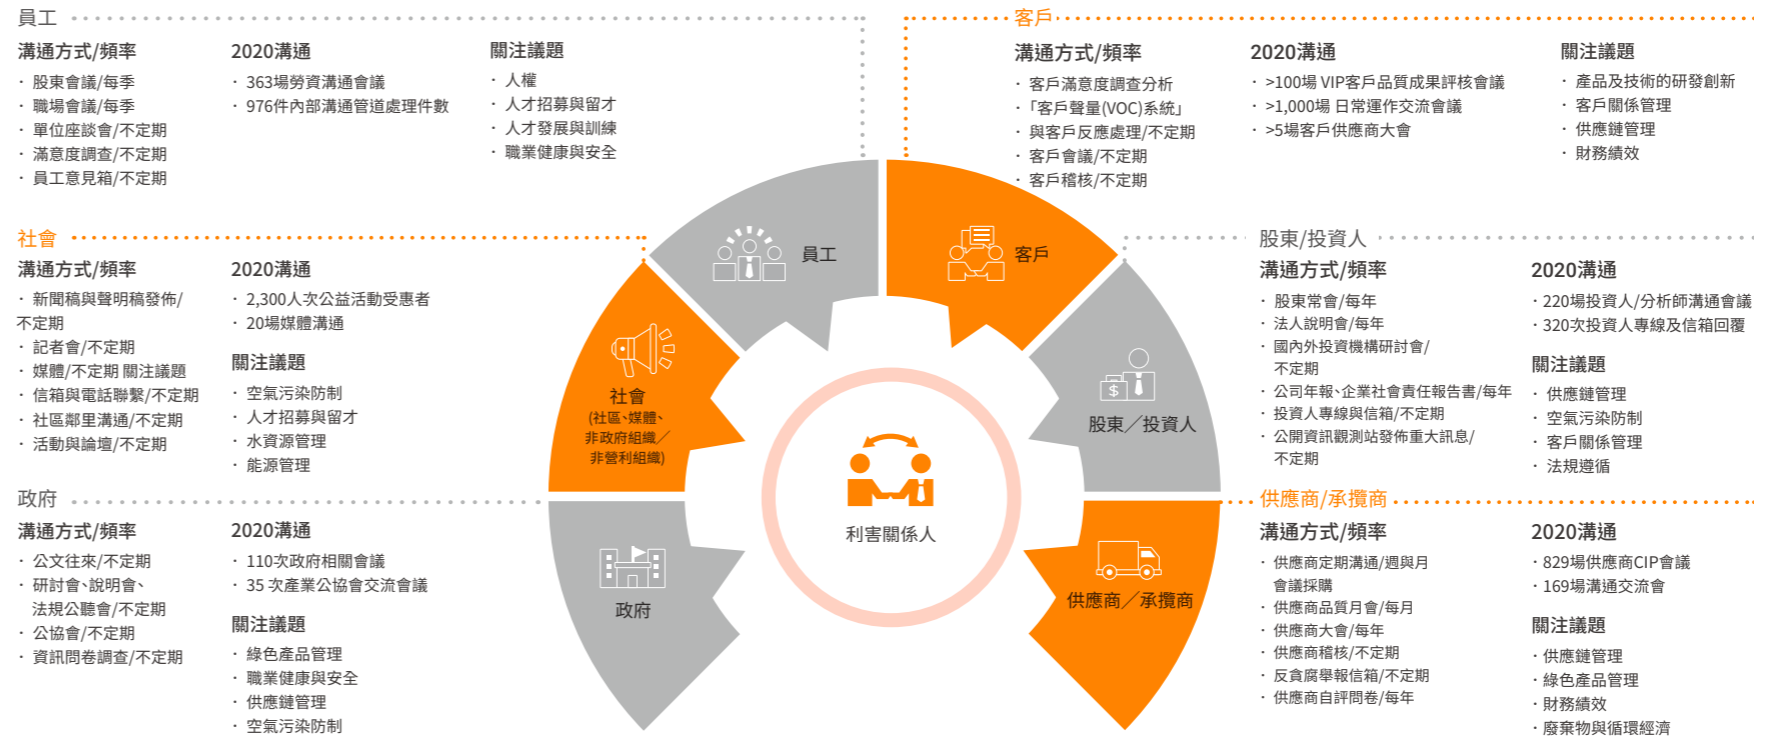 員工
溝通方式/頻率
· 股東會議/每季
· 職場會議/每季
· 單位座談會/不定期
· 滿意度調查/不定期
· 員工意見箱/不定期
2020溝通
· 363場勞資溝通會議
· 976件內部溝通管道處理件數
關注議題
· 人權
· 人才招募與留才
· 人才發展與訓練
· 職業健康與安全
客戶
溝通方式/頻率
· 客戶滿意度調查分析
· 「客戶聲量(VOC)系統」
· 與客戶反應處理/不定期
· 客戶會議/不定期
· 客戶稽核/不定期
2020溝通
· >100場 VIP客戶品質成果評核會議
· >1,000場 日常運作交流會議
· >5場客戶供應商大會
關注議題
· 產品及技術的研發創新
· 客戶關係管理
· 供應鏈管理
· 財務績效
社會
溝通方式/頻率
· 新聞稿與聲明稿發佈/
不定期
· 記者會/不定期
· 媒體/不定期 關注議題
· 信箱與電話聯繫/不定期
· 社區鄰里溝通/不定期
· 活動與論壇/不定期
2020溝通
· 2,300人次公益活動受惠者
· 20場媒體溝通
關注議題
· 空氣污染防制
· 人才招募與留才
· 水資源管理
· 能源管理
股東/投資人
溝通方式/頻率
· 股東常會/每年
· 法人說明會/每年
· 國內外投資機構研討會/
不定期
· 公司年報、企業社會責任報告書/每年
· 投資人專線與信箱/不定期
· 公開資訊觀測站發佈重大訊息/
不定期
2020溝通
· 220場投資人/分析師溝通會議
· 320次投資人專線及信箱回覆
關注議題
· 供應鏈管理
· 空氣污染防制
· 客戶關係管理
· 法規遵循
政府
溝通方式/頻率
· 公文往來/不定期
· 研討會、說明會、
法規公聽會/不定期
· 公協會/不定期
· 資訊問卷調查/不定期
2020溝通
· 110次政府相關會議
· 35 次產業公協會交流會議
關注議題
· 綠色產品管理
· 職業健康與安全
· 供應鏈管理
· 空氣污染防制
供應商/承攬商
溝通方式/頻率
· 供應商定期溝通/週與月
會議採購
· 供應商品質月會/每月
· 供應商大會/每年
· 供應商稽核/不定期
· 反貪腐舉報信箱/不定期
· 供應商自評問卷/每年
2020溝通
· 829場供應商CIP會議
· 169場溝通交流會
關注議題
· 供應鏈管理
· 綠色產品管理
· 財務績效
· 廢棄物與循環經濟
員工
客戶
社會
(社區、媒體、
非政府組織／
非營利組織)
$
股東／投資人
政府
供應商／承攬商
利害關係人